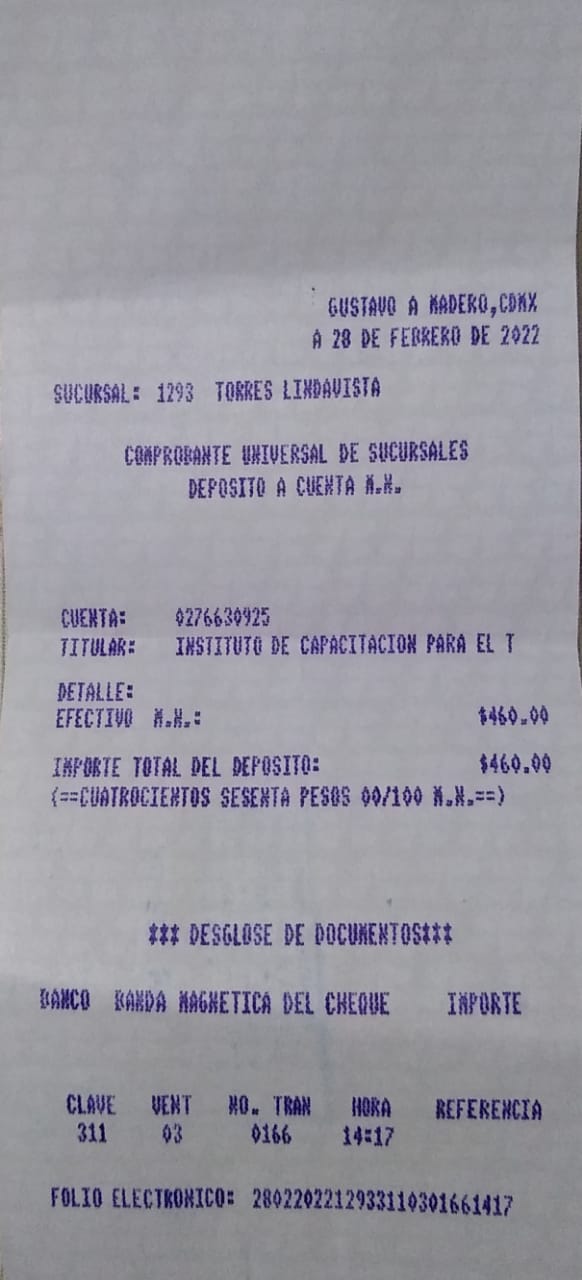 GUSTAVO A MADERO,CDMX
A 28 DE FEBRERO DE 2022
SUCURSAL: 1293 TORRES LINDAVISTA
COMPROBANTE UNIVERSAL DE SUCURSALES
DEPOSITO A CUENTA M.N.
CUENTA: 0276630925
TITULAR: INSTITUTO DE CAPACITACION PARA EL T
DETALLE:
EFECTIVO M.N.: $460.00
IMPORTE TOTAL DEL DEPOSITO: $460.00
(==CUATROCIENTOS SESENTA PESOS 00/100 M.N.==)
*** DESGLOSE DE DOCUMENTOS***
BANCO BANDA MAGNETICA DEL CHEQUE IMPORTE
CLAVE VENT NO. TRAN HORA REFERENCIA
311 03 0166 14:17
FOLIO ELECTRONICO: 2802202212933110301661417